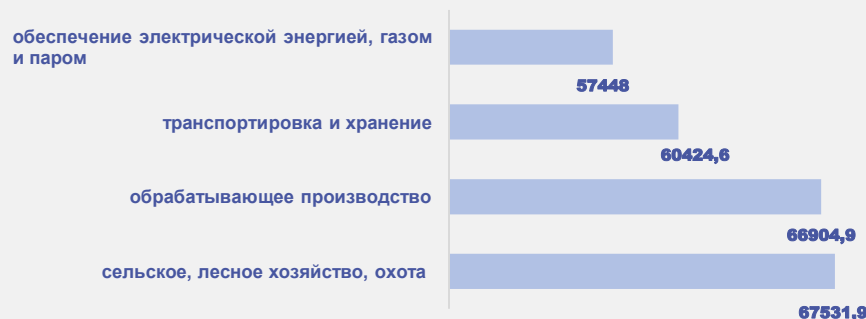 обеспечение электрической энергией, газом
и паром
57448
транспортировка и хранение
60424,6
обрабатывающее производство
66904,9
сельское, лесное хозяйство, охота
67531,9